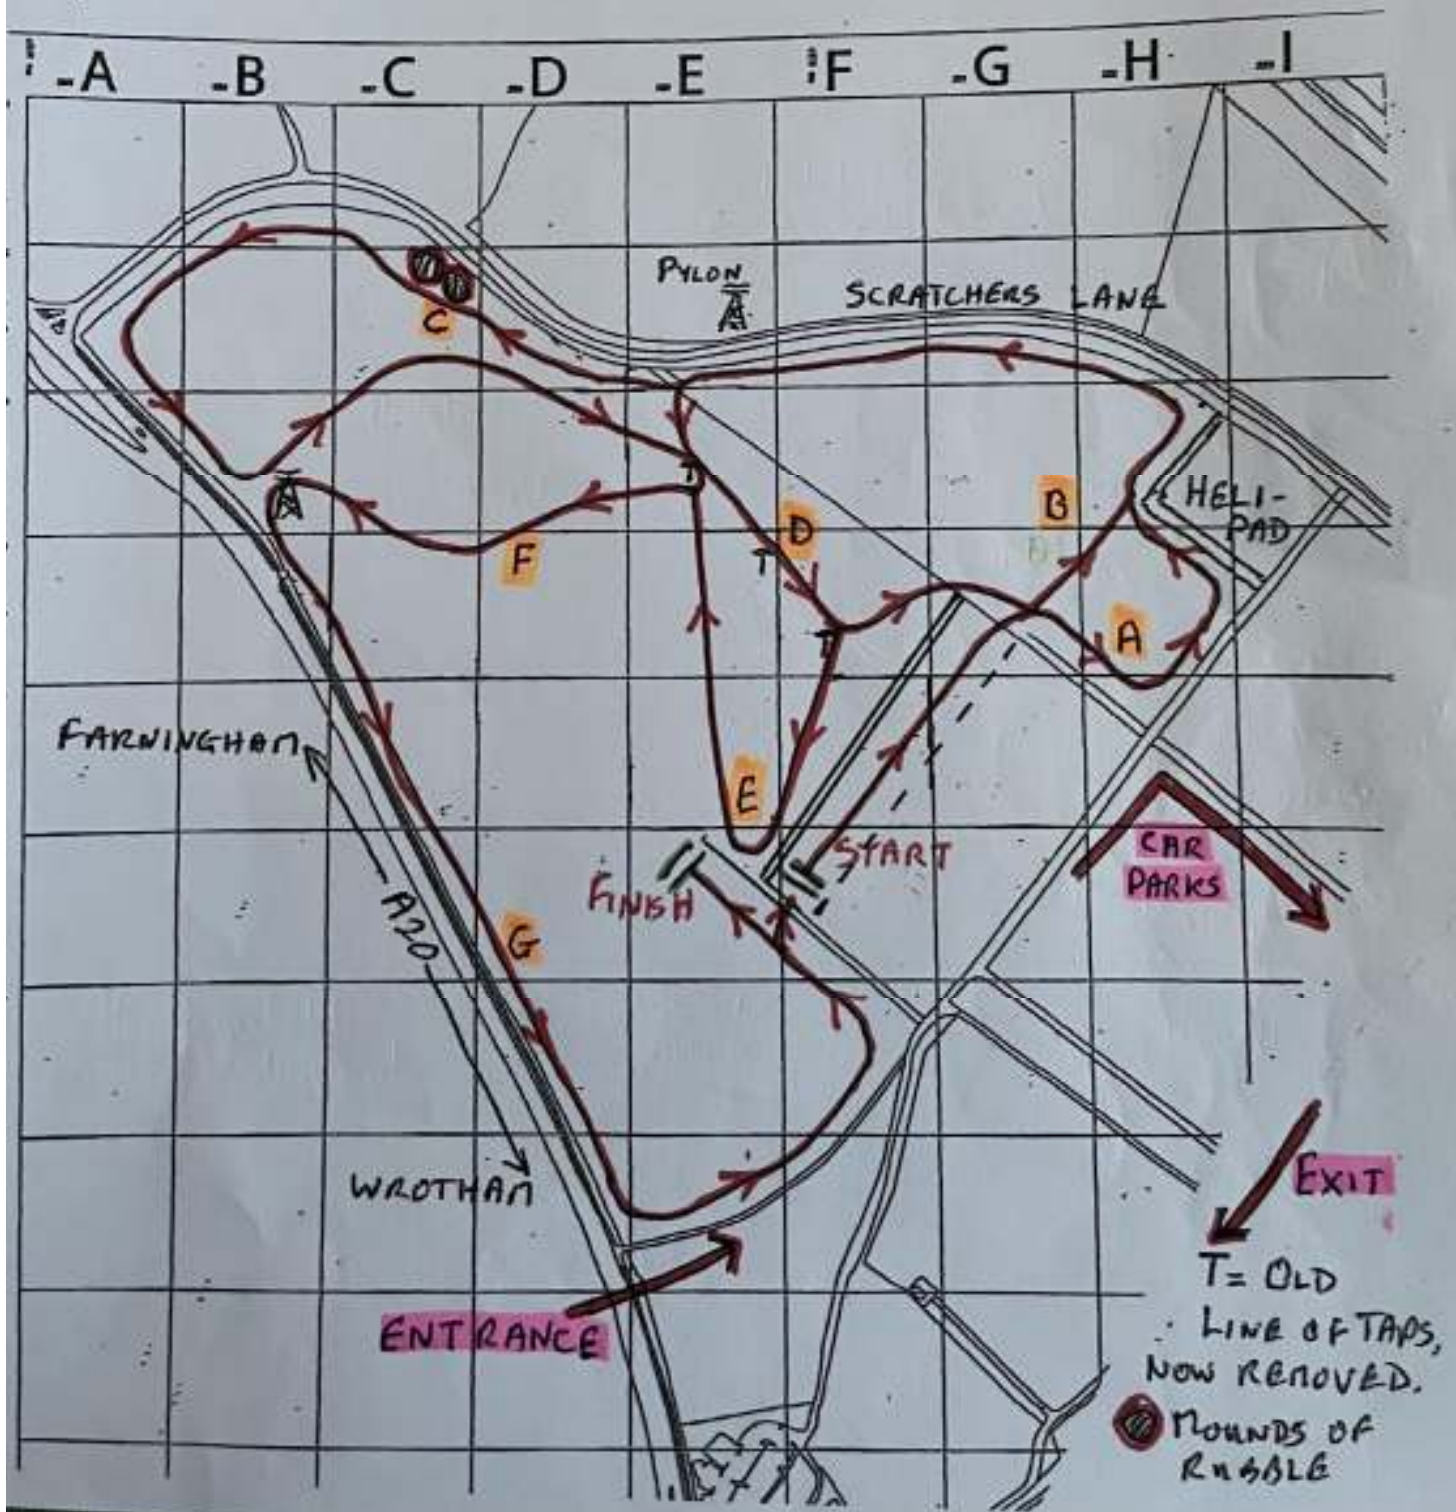 -A -B -C -D -E F -G -H -I
PYLON
SCRATCHERS LANE
C
B
HELI-
PAD
T
D
F
T
A
T
FARNINGHAM
E
START
CAR
PARKS
FINISH
A20
G
WROTHAM
EXIT
ENTRANCE
T= OLD
LINE OF TAPS,
NOW REMOVED.
MOUNDS OF
RUBBLE